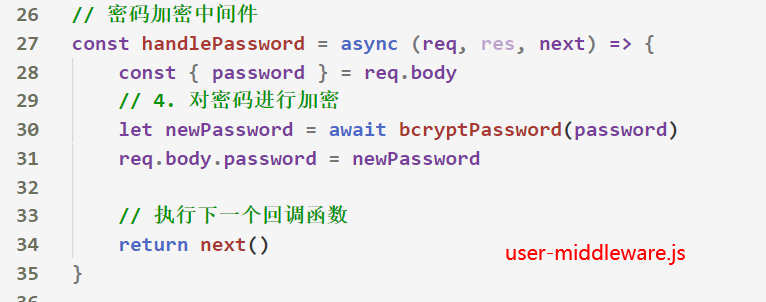 26 // 密码加密中间件
27 const handlePassword = async (req, res, next) => {
28     const { password } = req.body
29     // 4. 对密码进行加密
30     let newPassword = await bcryptPassword(password)
31     req.body.password = newPassword
32
33     // 执行下一个回调函数
34     return next()
user-middleware.js
35 }